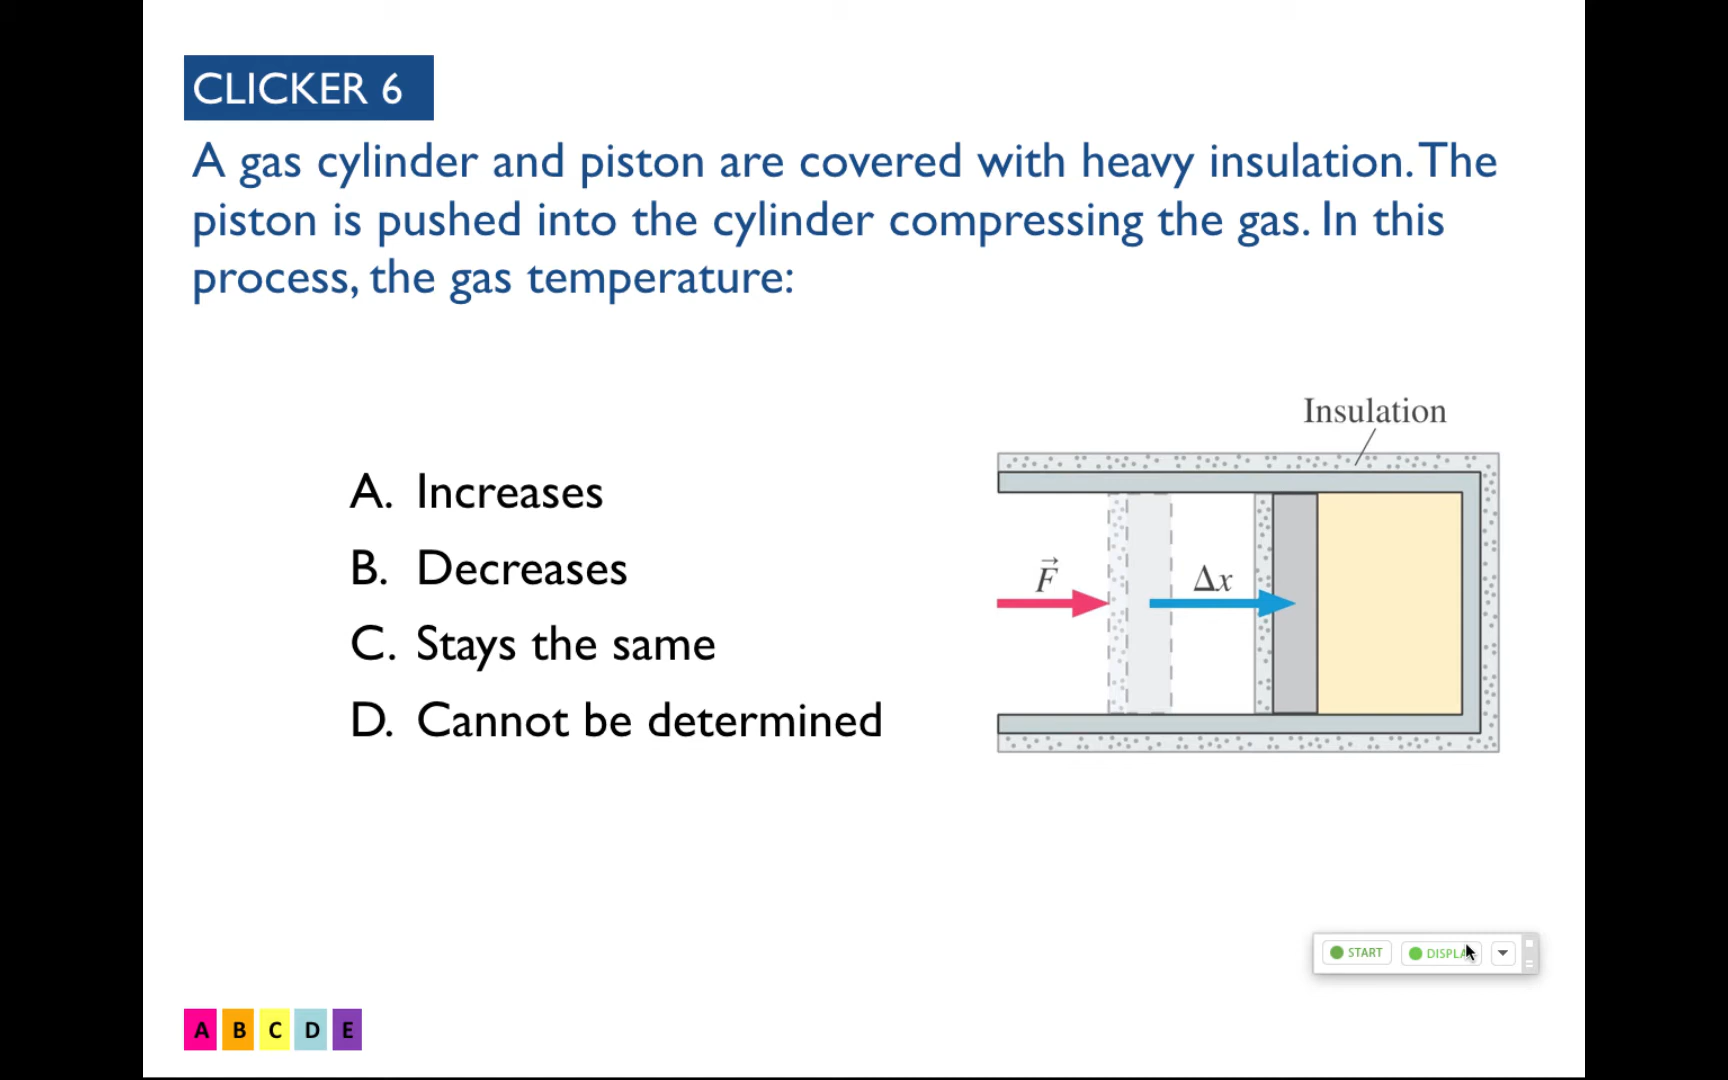 CLICKER 6
A gas cylinder and piston are covered with heavy insulation. The
piston is pushed into the cylinder compressing the gas. In this
process, the gas temperature:
Insulation
A. Increases
B. Decreases
C. Stays the same
D. Cannot be determined
F⃗
Δx
START
A B C D E